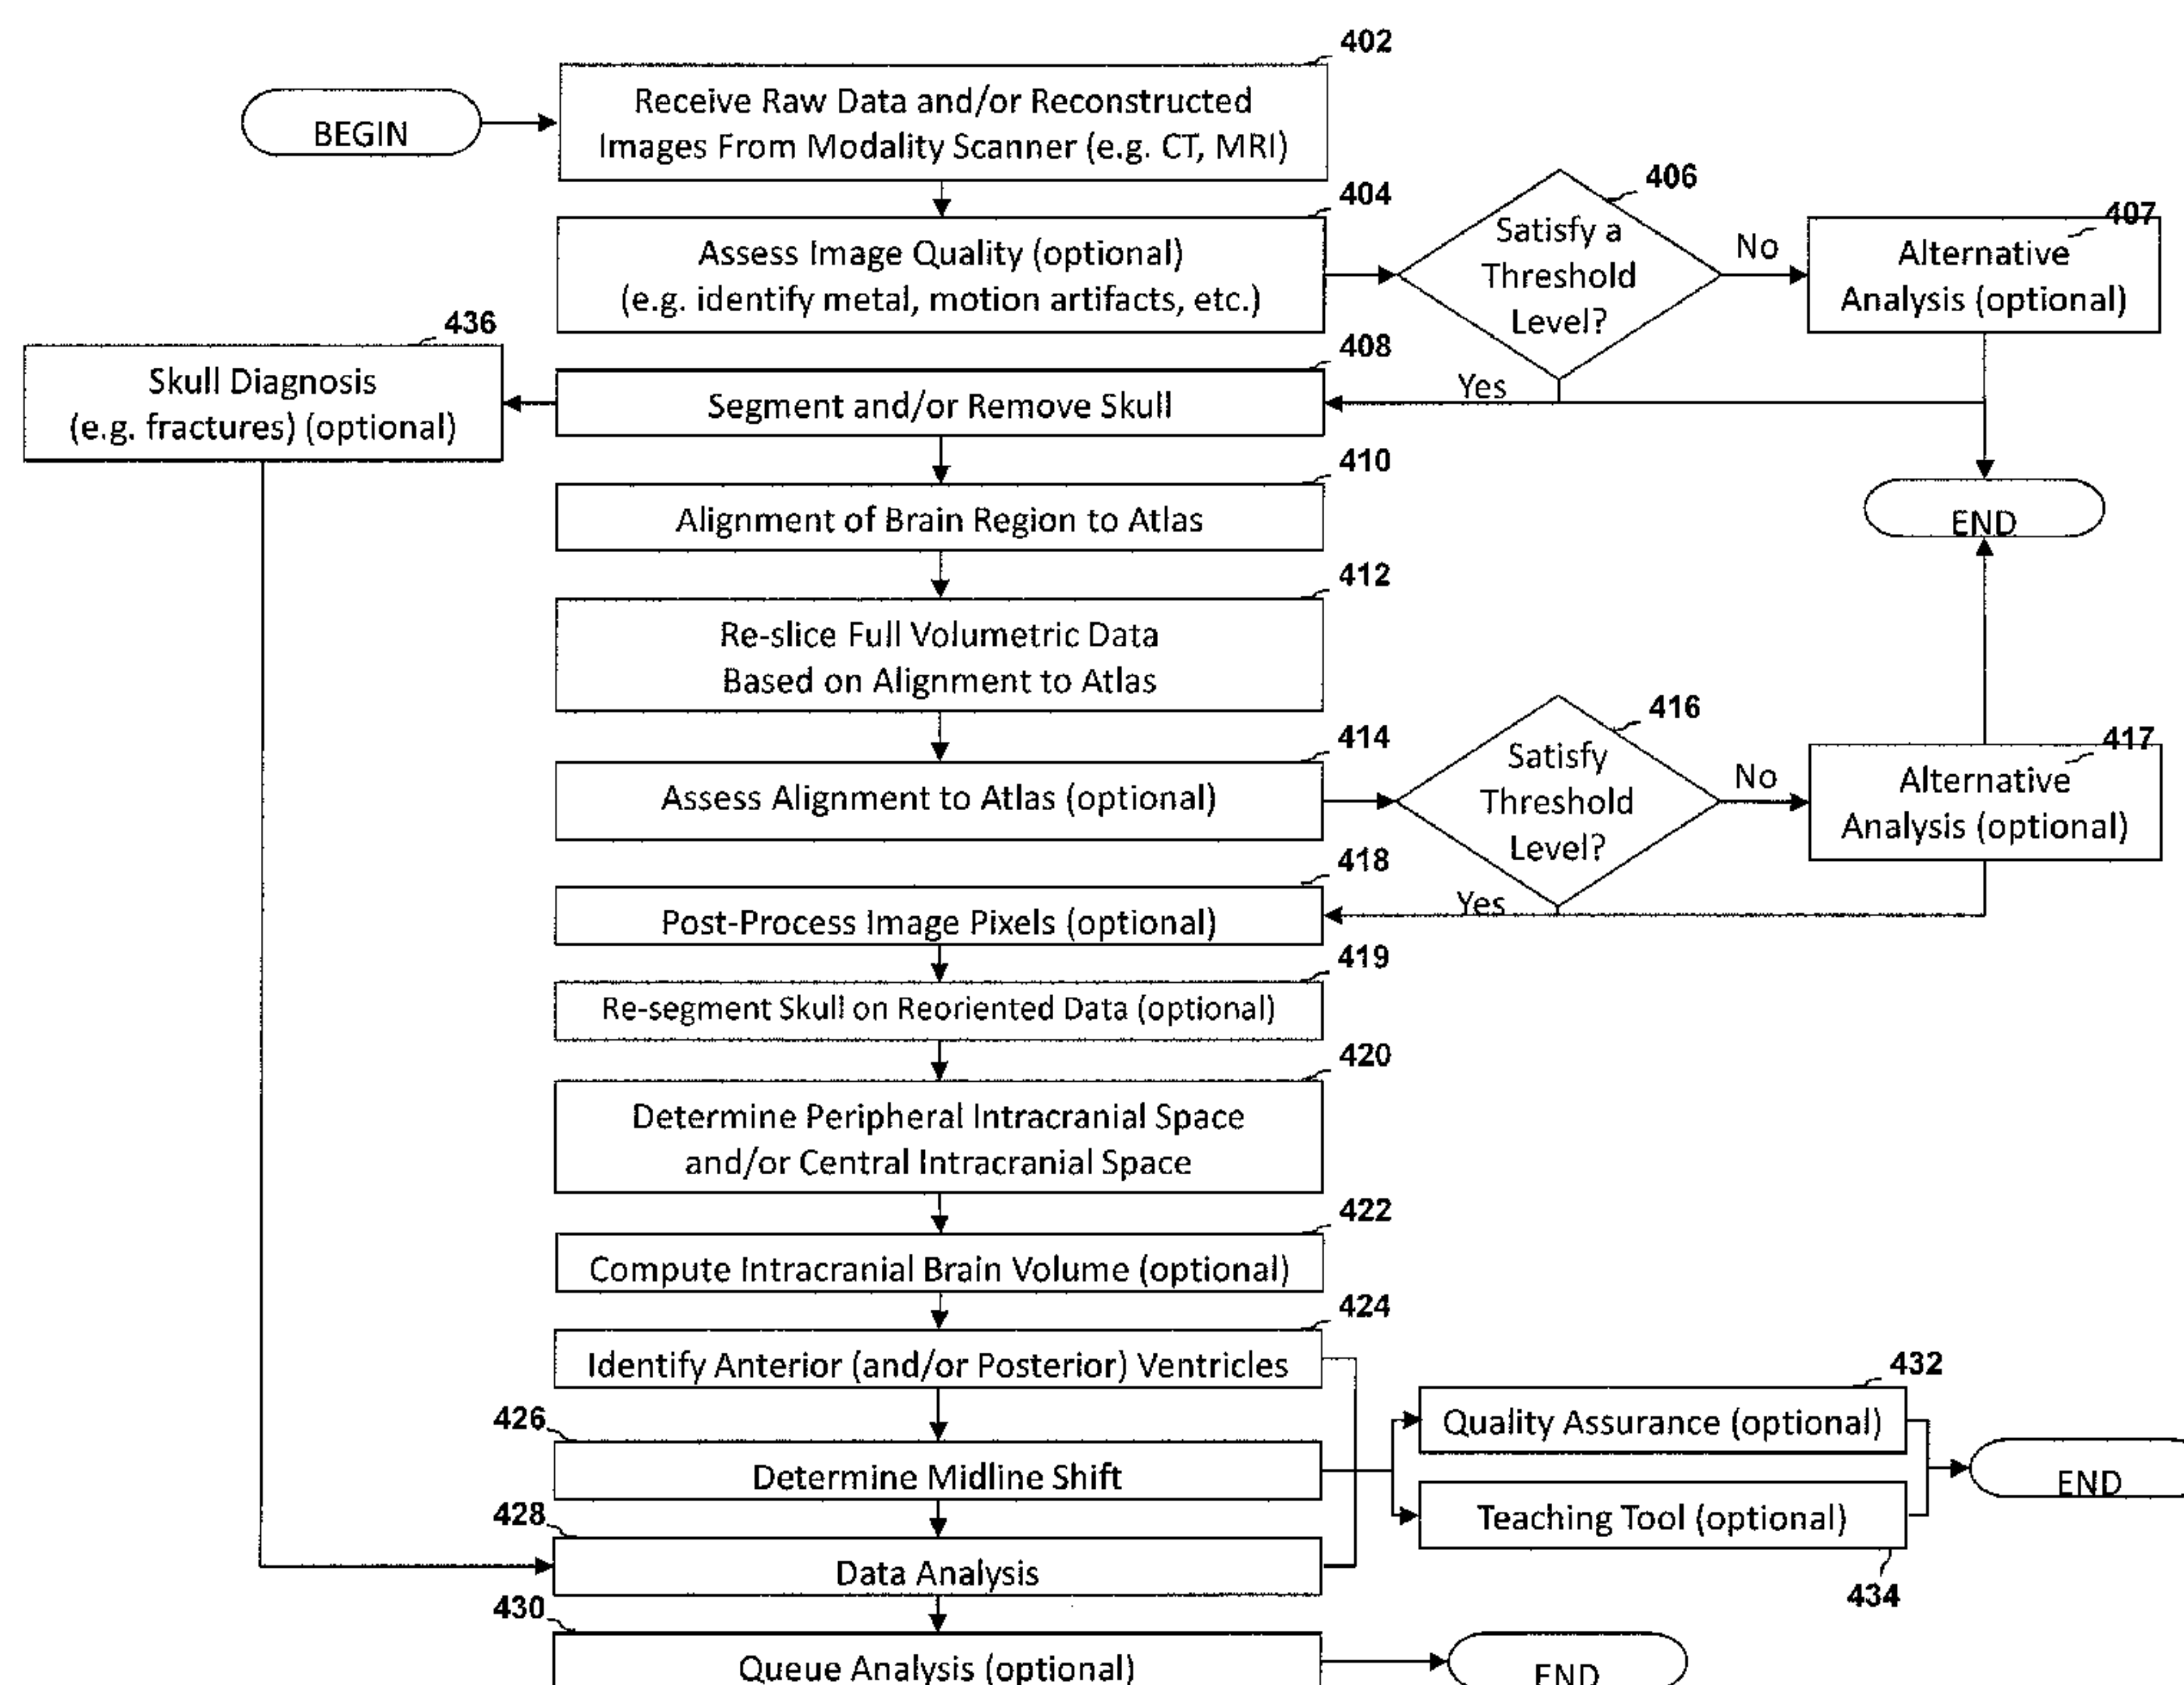 402
BEGIN
Receive Raw Data and/or Reconstructed
Images From Modality Scanner (e.g. CT, MRI)
404
Assess Image Quality (optional)
(e.g. identify metal, motion artifacts, etc.)
406
Satisfy a
Threshold
Level?
No
407
Alternative
Analysis (optional)
Yes
436
Skull Diagnosis
(e.g. fractures) (optional)
408
Segment and/or Remove Skull
410
Alignment of Brain Region to Atlas
END
412
Re-slice Full Volumetric Data
Based on Alignment to Atlas
414
Assess Alignment to Atlas (optional)
416
Satisfy
Threshold
Level?
No
417
Alternative
Analysis (optional)
Yes
418
Post-Process Image Pixels (optional)
419
Re-segment Skull on Reoriented Data (optional)
420
Determine Peripheral Intracranial Space
and/or Central Intracranial Space
422
Compute Intracranial Brain Volume (optional)
424
Identify Anterior (and/or Posterior) Ventricles
426
Determine Midline Shift
432
Quality Assurance (optional)
Teaching Tool (optional)
434
END
428
Data Analysis
430
Queue Analysis (optional)
END